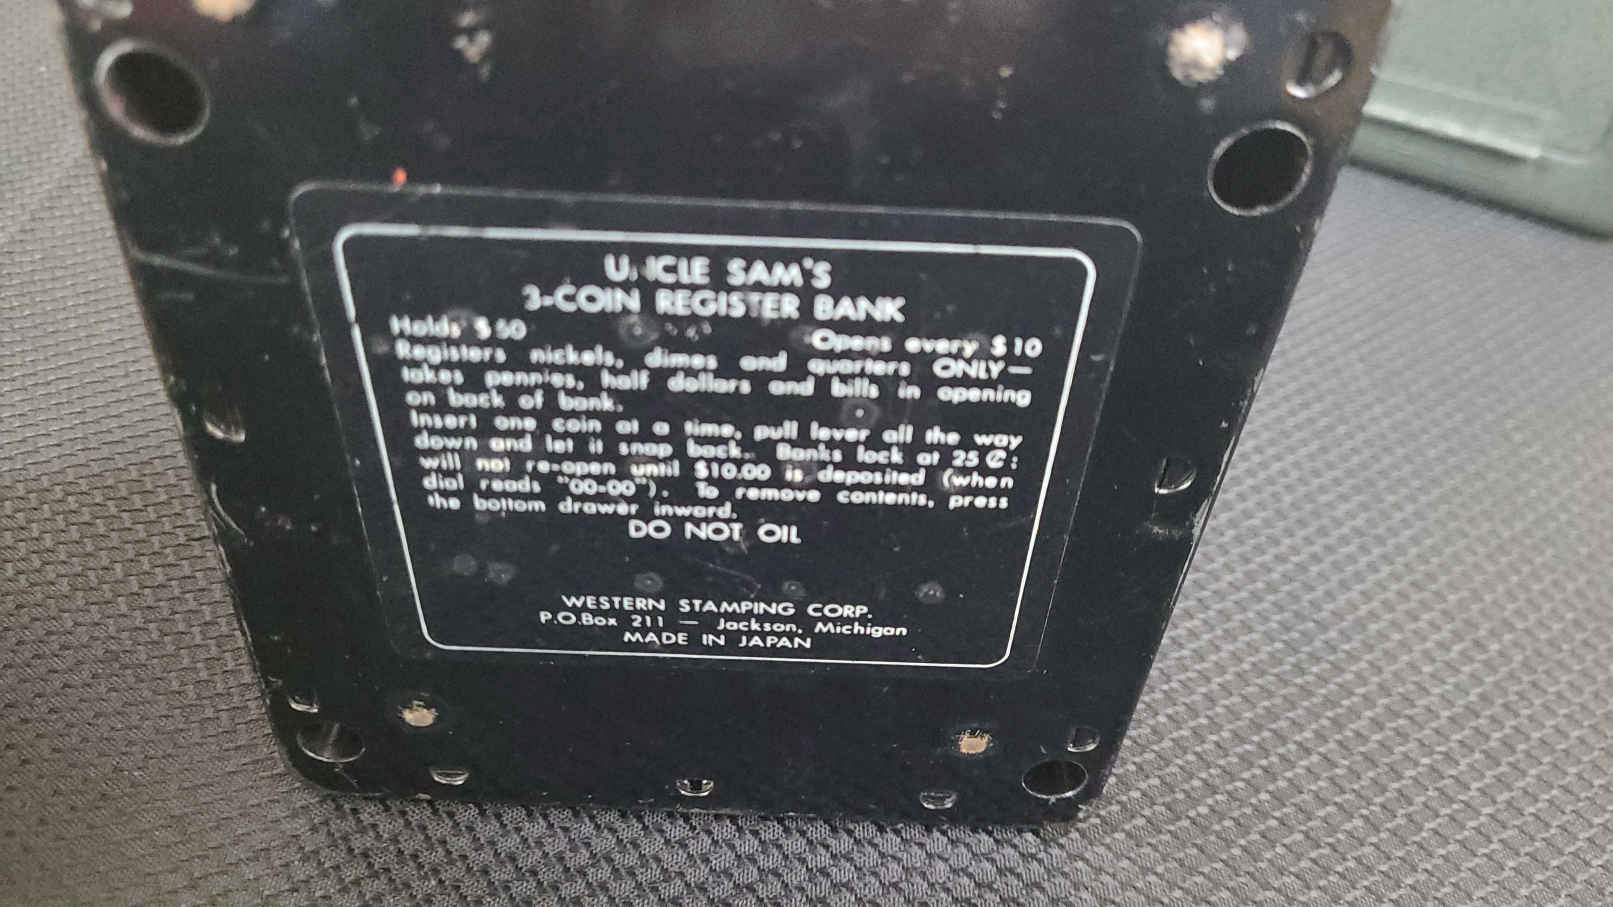 UNCLE SAM'S
3-COIN REGISTER BANK
Holds $50 Opens every $10
Registers nickels, dimes and quarters ONLY—
takes pennies, half dollars and bills in opening
on back of bank.
Insert one coin at a time, pull lever all the way
down and let it snap back. Banks lock at 25¢:
will not re-open until $10.00 is deposited (when
dial reads "00-00"). To remove contents, press
the bottom drawer inward.
DO NOT OIL
WESTERN STAMPING CORP.
P.O.Box 211 — Jackson, Michigan
MADE IN JAPAN